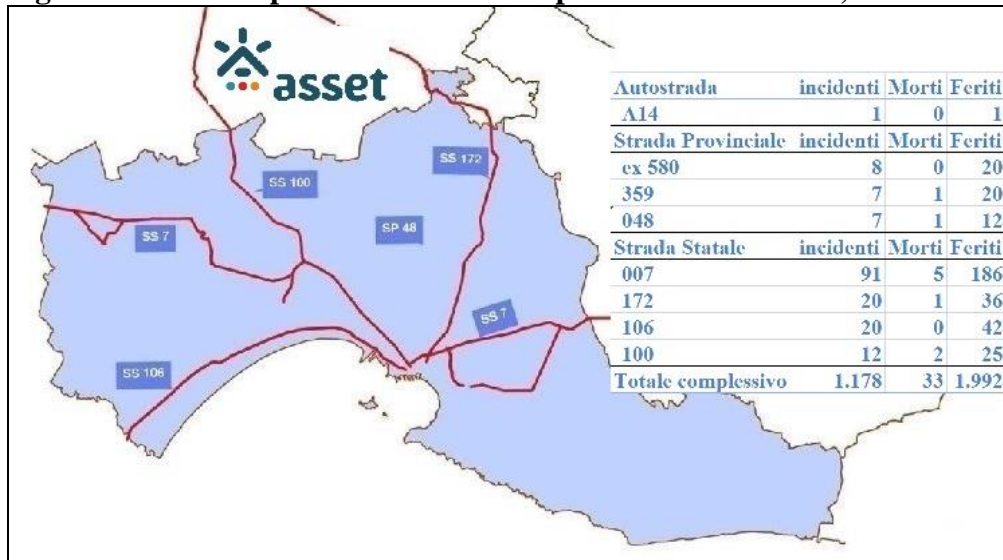 asset
SS 172
SS 100
SP 48
SS 7
SS 7
SS 106
Autostrada incidenti Morti Feriti
A14 1 0 1
Strada Provinciale incidenti Morti Feriti
ex 580 8 0 20
359 7 1 20
048 7 1 12
Strada Statale incidenti Morti Feriti
007 91 5 186
172 20 1 36
106 20 0 42
100 12 2 25
Totale complessivo 1.178 33 1.992